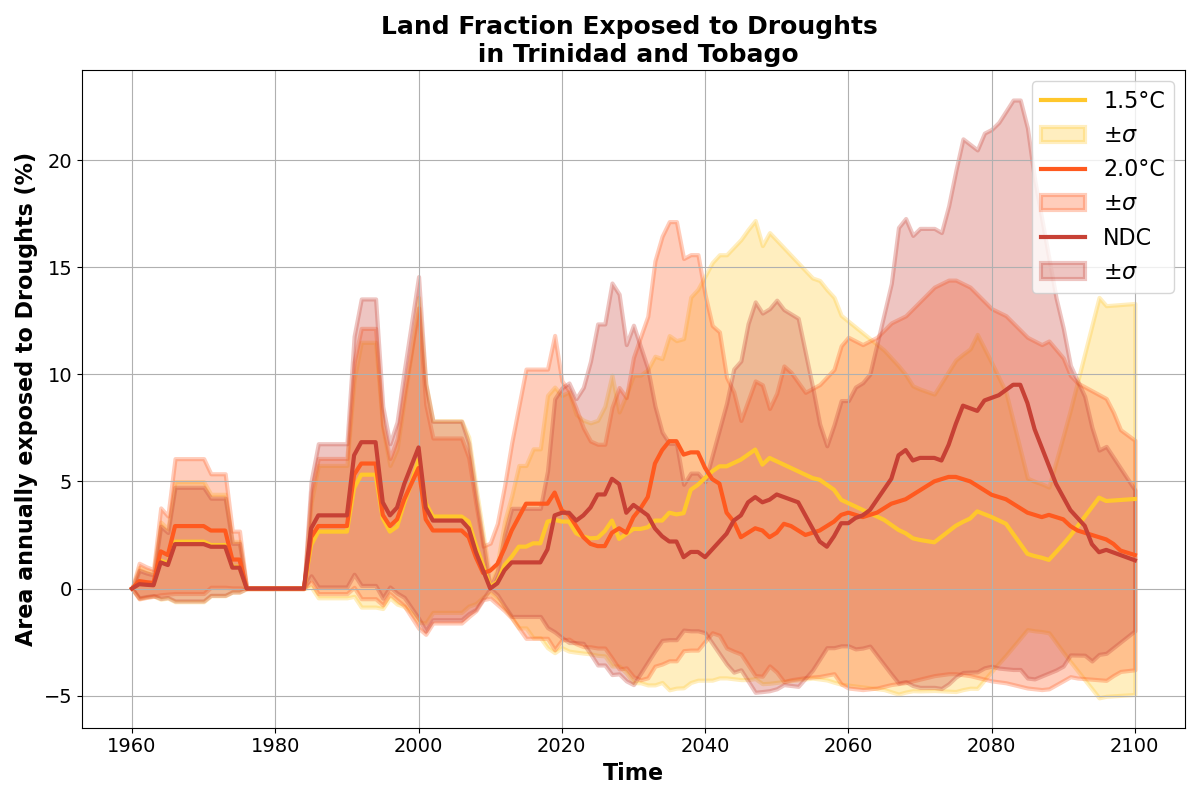 Land Fraction Exposed to Droughts
in Trinidad and Tobago
Area annually exposed to Droughts (%)
20
15
10
5
0
−5
1960
1980
2000
2020
2040
2060
2080
2100
Time
1.5°C
±σ
2.0°C
±σ
NDC
±σ